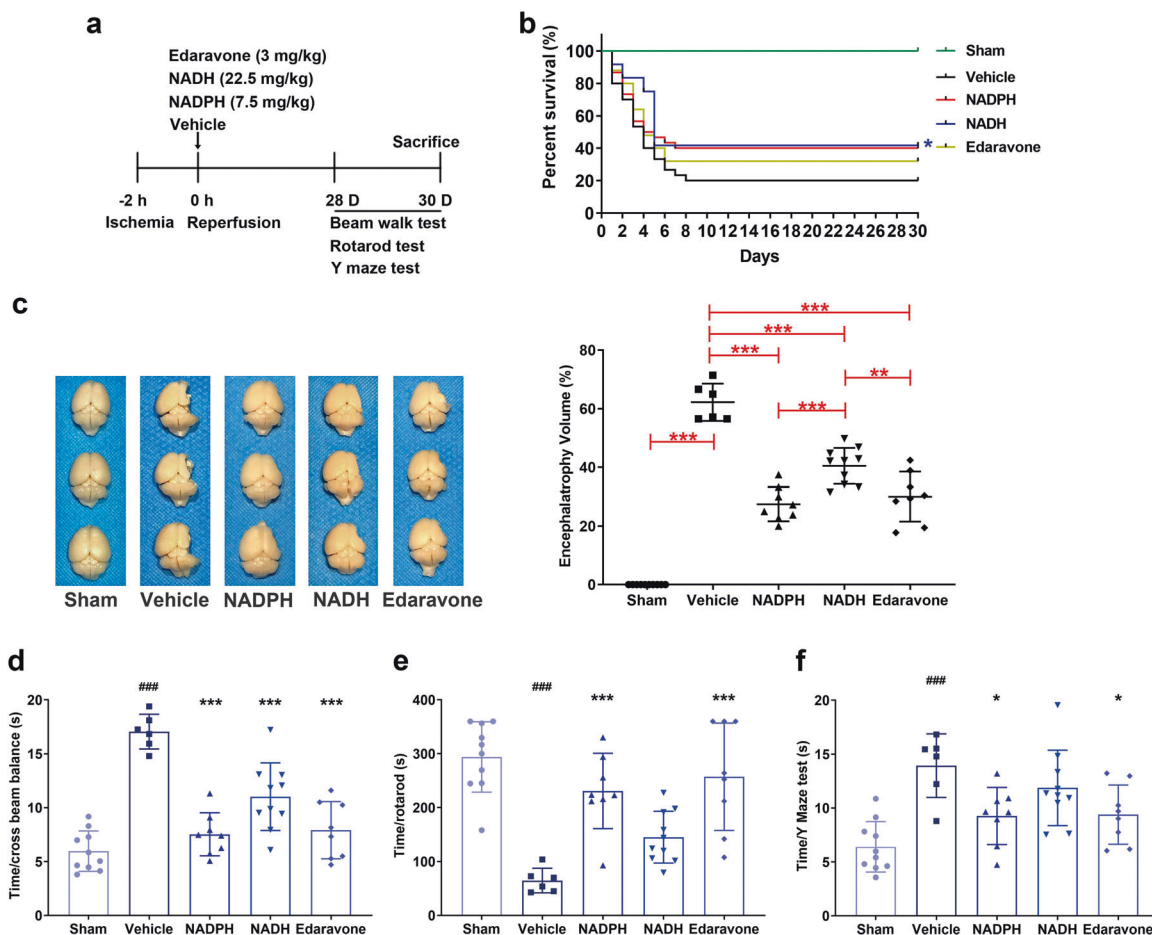 a
Edaravone (3 mg/kg)
NADH (22.5 mg/kg)
NADPH (7.5 mg/kg)
Vehicle
Sacrifice
-2 h
0 h
28 D
30 D
Ischemia
Reperfusion
Beam walk test
Rotarod test
Y maze test
b
Percent survival (%)
100
80
60
40
20
0
0 2 4 6 8 10 12 14 16 18 20 22 24 26 28 30
Days
Sham
Vehicle
NADPH
NADH
*
Edaravone
c
Sham Vehicle NADPH NADH Edaravone
Encephalatrophy Volume (%)
80
60
40
20
0
***
***
***
**
***
***
Sham Vehicle NADPH NADH Edaravone
d
Time/cross beam balance (s)
20
15
10
5
0
### *** *** ***
Sham Vehicle NADPH NADH Edaravone
e
Time/rotarod (s)
400
300
200
100
0
### *** ***
Sham Vehicle NADPH NADH Edaravone
f
Time/Y Maze test (s)
20
15
10
5
0
### * *
Sham Vehicle NADPH NADH Edaravone